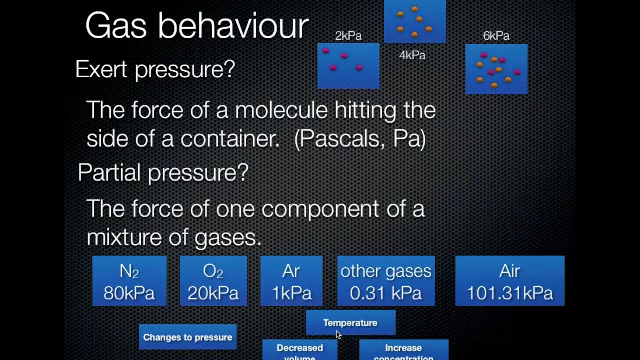 Gas behaviour
2kPa
4kPa
6kPa
Exert pressure?
The force of a molecule hitting the
side of a container. (Pascals, Pa)
Partial pressure?
The force of one component of a
mixture of gases.
N₂
80kPa
O₂
20kPa
Ar
1kPa
other gases
0.31 kPa
Air
101.31kPa
Temperature
Changes to pressure
Decreased
volume
Increase
concentration